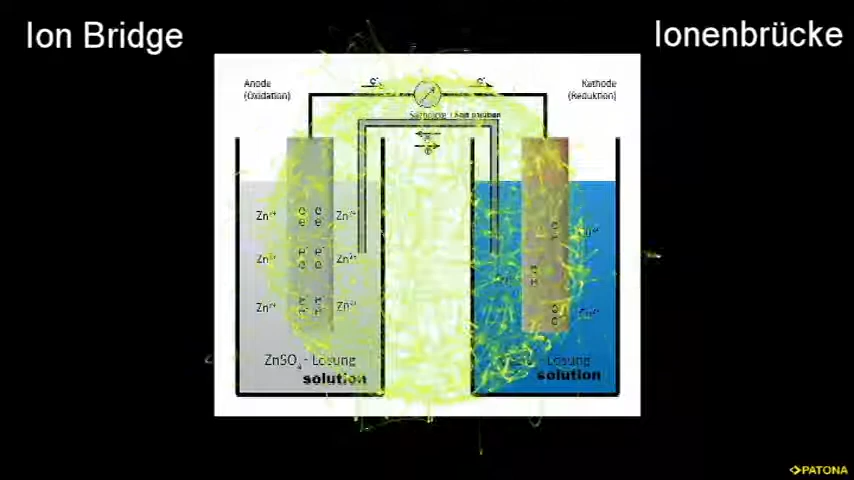 Ion Bridge
Ionenbrücke
Anode
(Oxidation)
Kathode
(Reduktion)
e⁻
e⁻
Zn²⁺
e⁻ e⁻
e⁻ e⁻
Zn²⁺
Zn²⁺
e⁻ e⁻
e⁻ e⁻
Zn²⁺
Zn²⁺
Zn²⁺
ZnSO₄ - Lösung
solution
Lösung
solution
PATONA